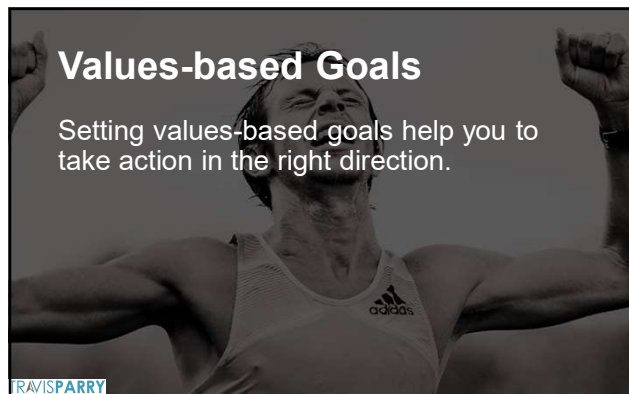 Values-based Goals
Setting values-based goals help you to
take action in the right direction.
adidas
TRAVISPARRY